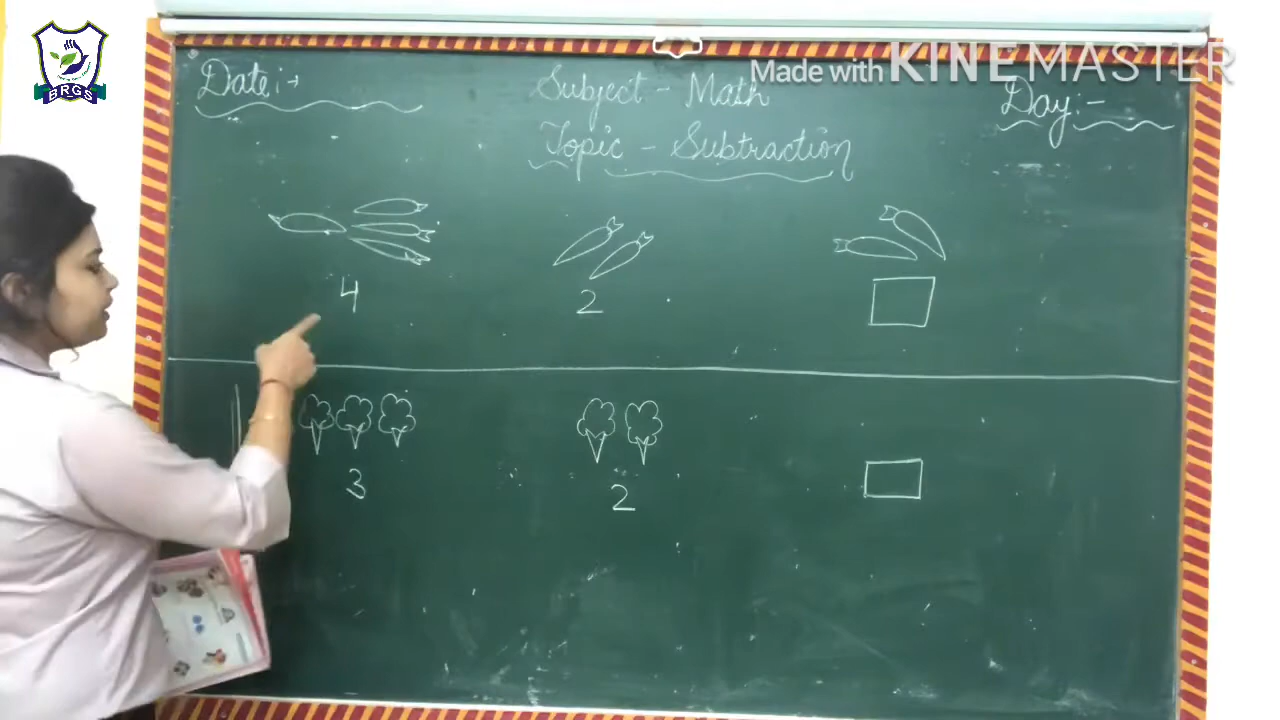 BRGS
Made with KINEMASTER
Date:→ Subject - Math Day:-
Topic - Subtraction
4 2
3 2